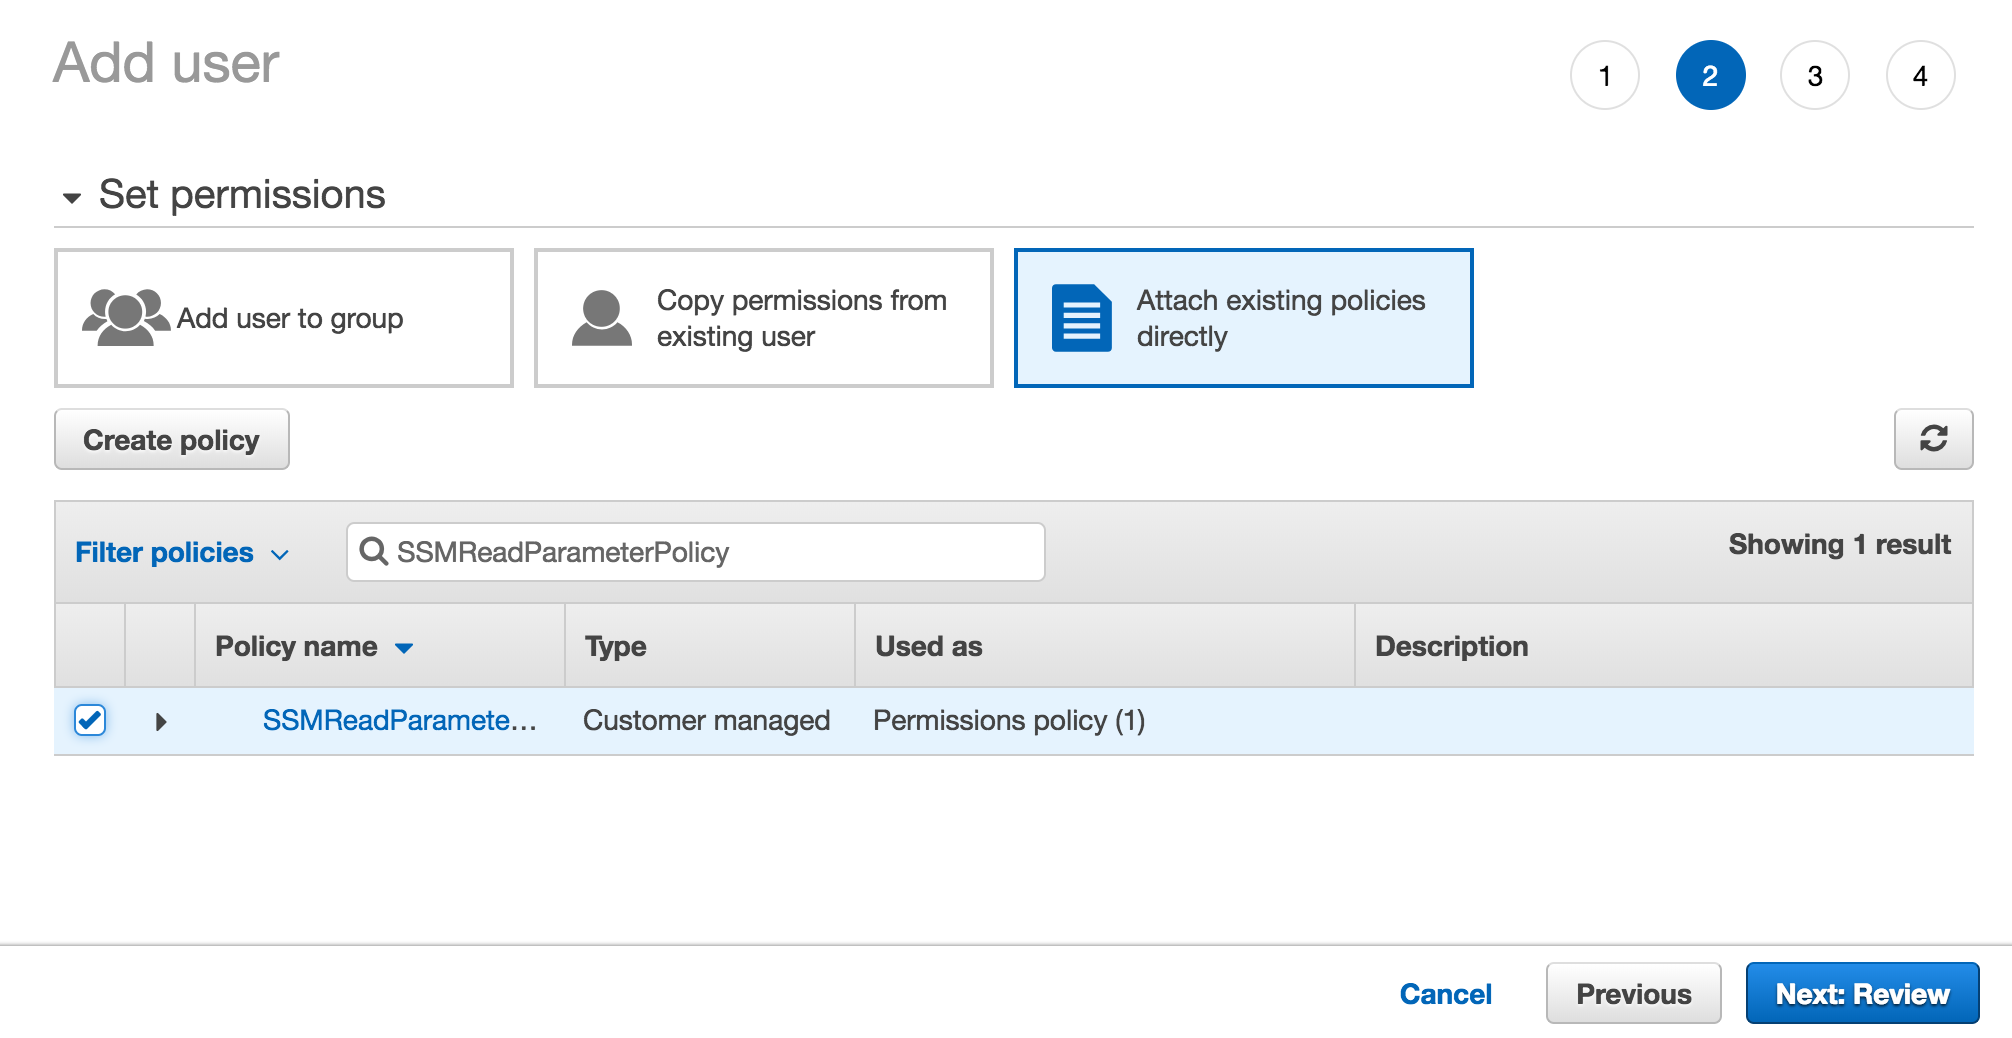 Add user
1 2 3 4
Set permissions
Add user to group
Copy permissions from
existing user
Attach existing policies
directly
Create policy
Filter policies
SSMReadParameterPolicy
Showing 1 result
Policy name Type Used as Description
SSMReadParamete... Customer managed Permissions policy (1)
Cancel Previous Next: Review